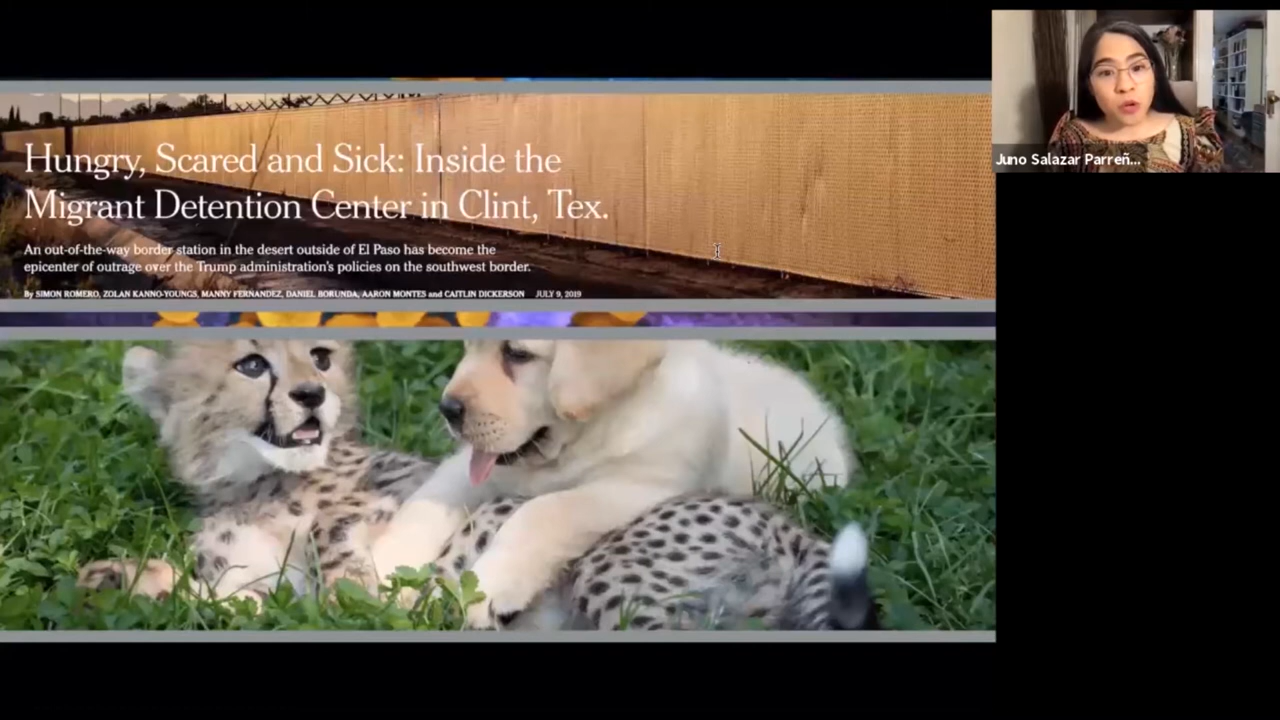 Hungry, Scared and Sick: Inside the
Migrant Detention Center in Clint, Tex.
An out-of-the-way border station in the desert outside of El Paso has become the
epicenter of outrage over the Trump administration's policies on the southwest border.
By SIMON ROMERO, ZOLAN KANNO-YOUNGS, MANNY FERNANDEZ, DANIEL BORUNDA, AARON MONTES and CAITLIN DICKERSON JULY 9, 2019
Juno Salazar Parreñ...